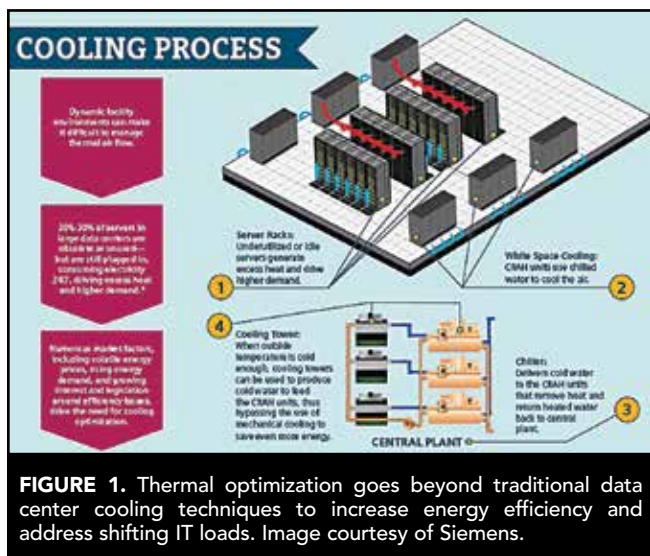 COOLING PROCESS
Dynamic facility
environments can make
it difficult to manage
thermal air flow.
20%-30% of servers in
large data centers are
obsolete or unused—
but are still plugged in,
consuming electricity
24/7, driving excess heat
and higher demand.*
Numerous market factors,
including volatile energy
prices, rising energy
demand, and growing
interest and legislation
around efficiency issues,
drive the need for cooling
optimization.
Server Racks:
Underutilized or idle
servers generate
excess heat and drive
higher demand.
1
White Space Cooling:
CRAH units use chilled
water to cool the air.
2
4
Cooling Tower:
When outside
temperature is cold
enough, cooling towers
can be used to produce
cold water to feed
the CRAH units, thus
bypassing the use of
mechanical cooling to
save even more energy.
Chiller:
Delivers cold water
to the CRAH units
that remove heat and
return heated water
back to central
plant.
3
CENTRAL PLANT
FIGURE 1. Thermal optimization goes beyond traditional data
center cooling techniques to increase energy efficiency and
address shifting IT loads. Image courtesy of Siemens.